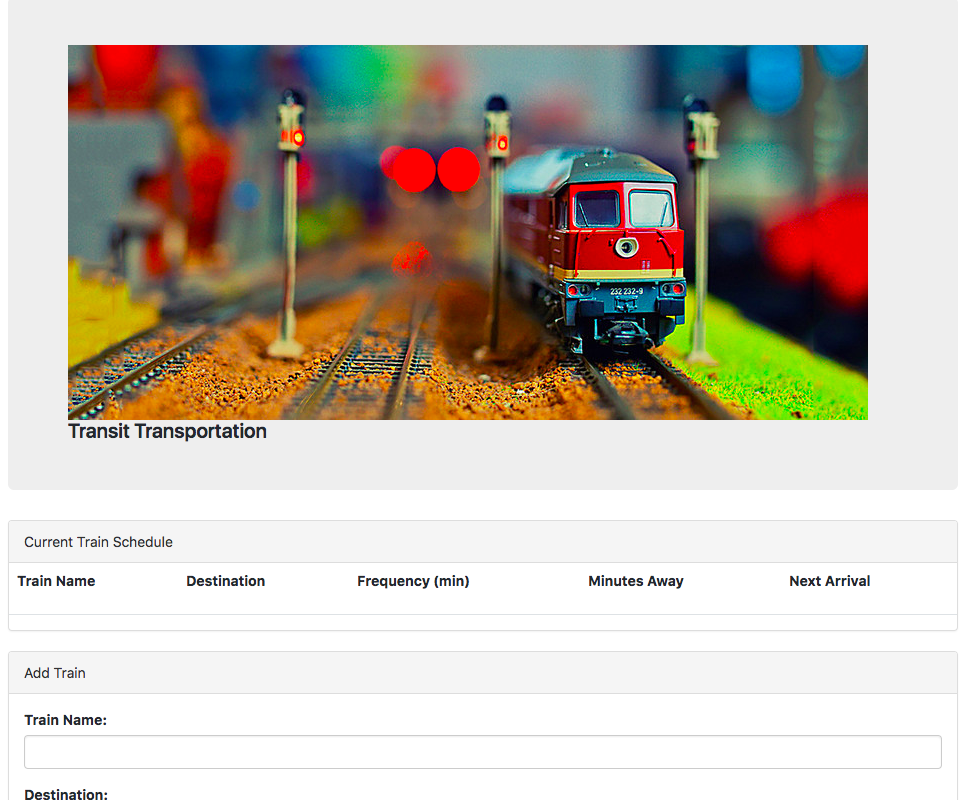 232 232-9
Transit Transportation
Current Train Schedule
Train Name Destination Frequency (min) Minutes Away Next Arrival
Add Train
Train Name:
Destination: